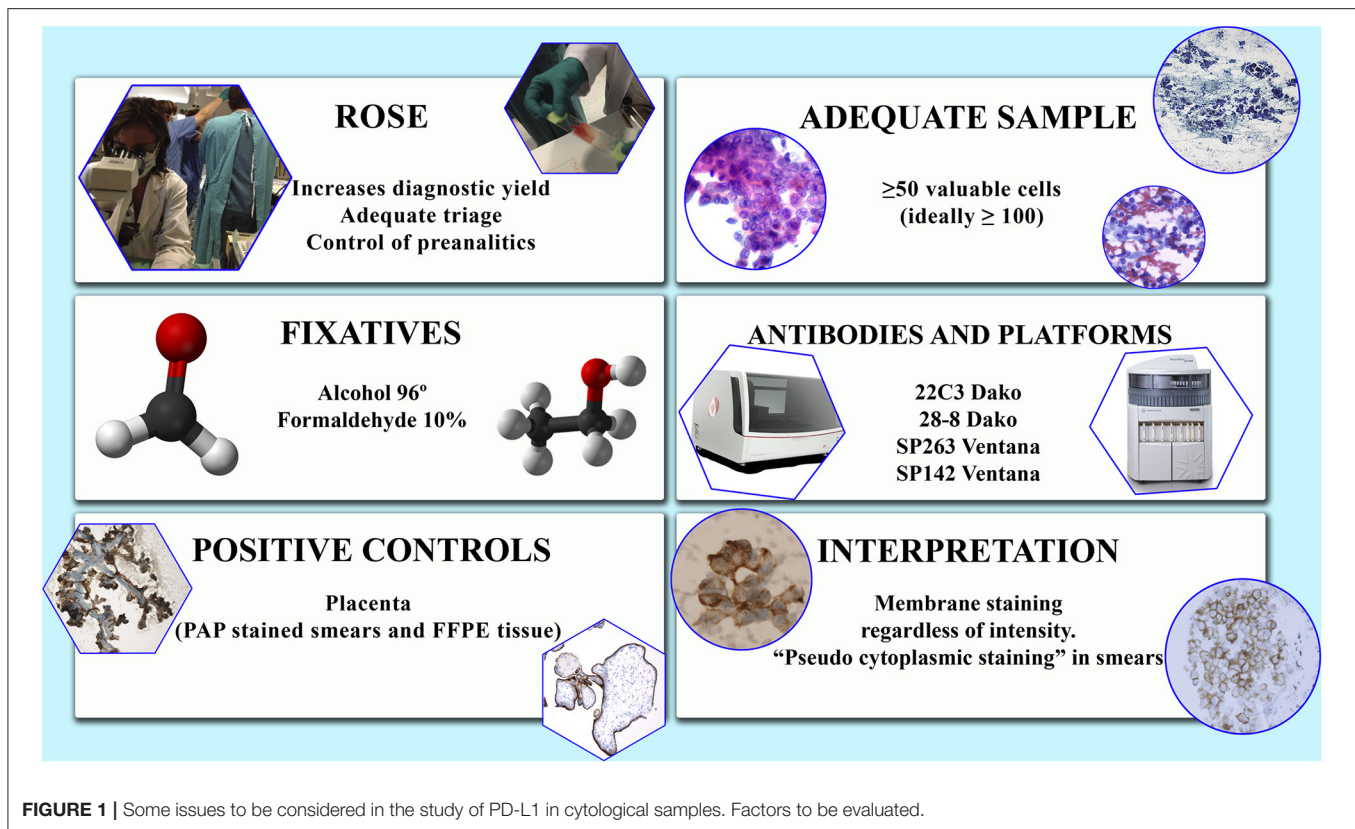 ROSE
Increases diagnostic yield
Adequate triage
Control of preanalitics
ADEQUATE SAMPLE
≥50 valuable cells
(ideally ≥ 100)
FIXATIVES
Alcohol 96º
Formaldehyde 10%
ANTIBODIES AND PLATFORMS
22C3 Dako
28-8 Dako
SP263 Ventana
SP142 Ventana
POSITIVE CONTROLS
Placenta
(PAP stained smears and FFPE tissue)
INTERPRETATION
Membrane staining
regardless of intensity.
“Pseudo cytoplasmic staining” in smears
FIGURE 1 | Some issues to be considered in the study of PD-L1 in cytological samples. Factors to be evaluated.